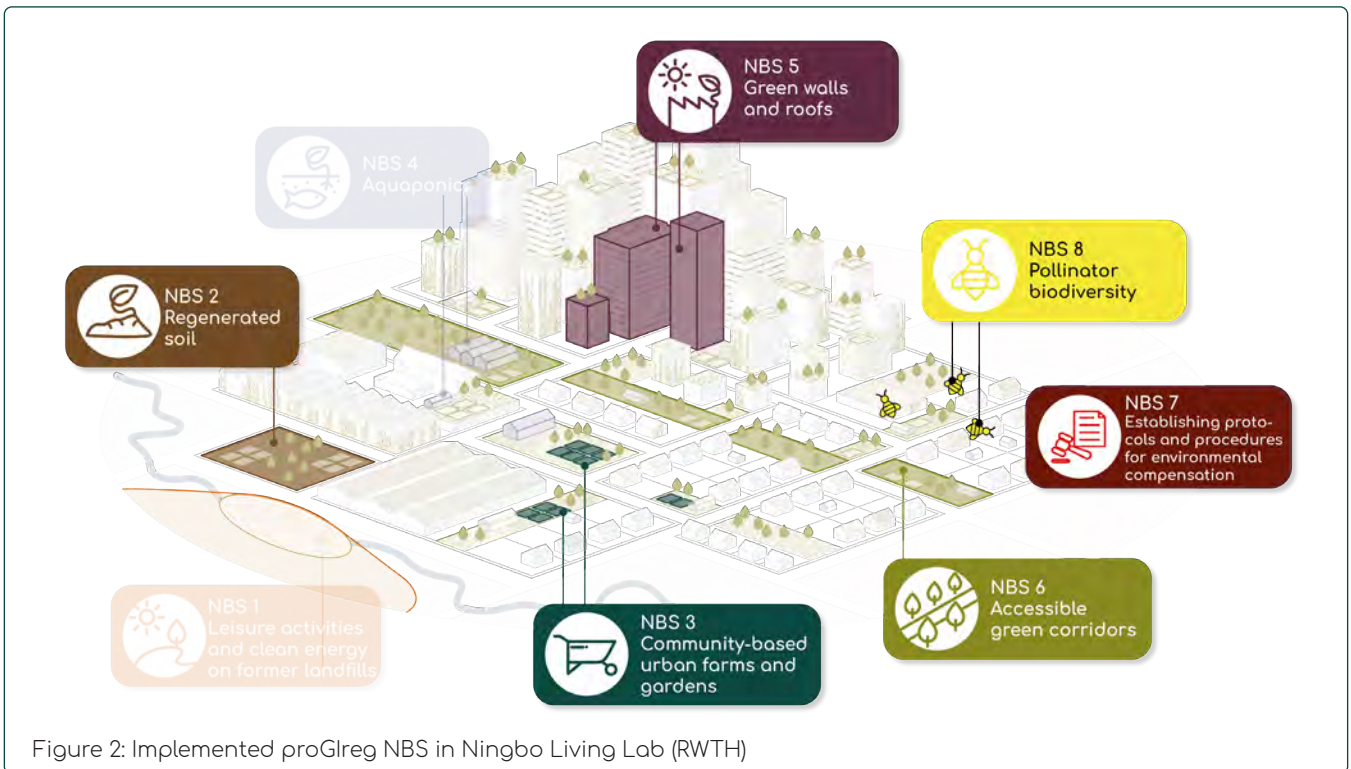 NBS 5
Green walls
and roofs
NBS 4
Aquaponic
NBS 8
Pollinator
biodiversity
NBS 2
Regenerated
soil
NBS 7
Establishing proto-
cols and procedures
for environmental
compensation
NBS 6
Accessible
green corridors
NBS 1
Leisure activities
and clean energy
on former landfills
NBS 3
Community-based
urban farms and
gardens
Figure 2: Implemented proGIreg NBS in Ningbo Living Lab (RWTH)